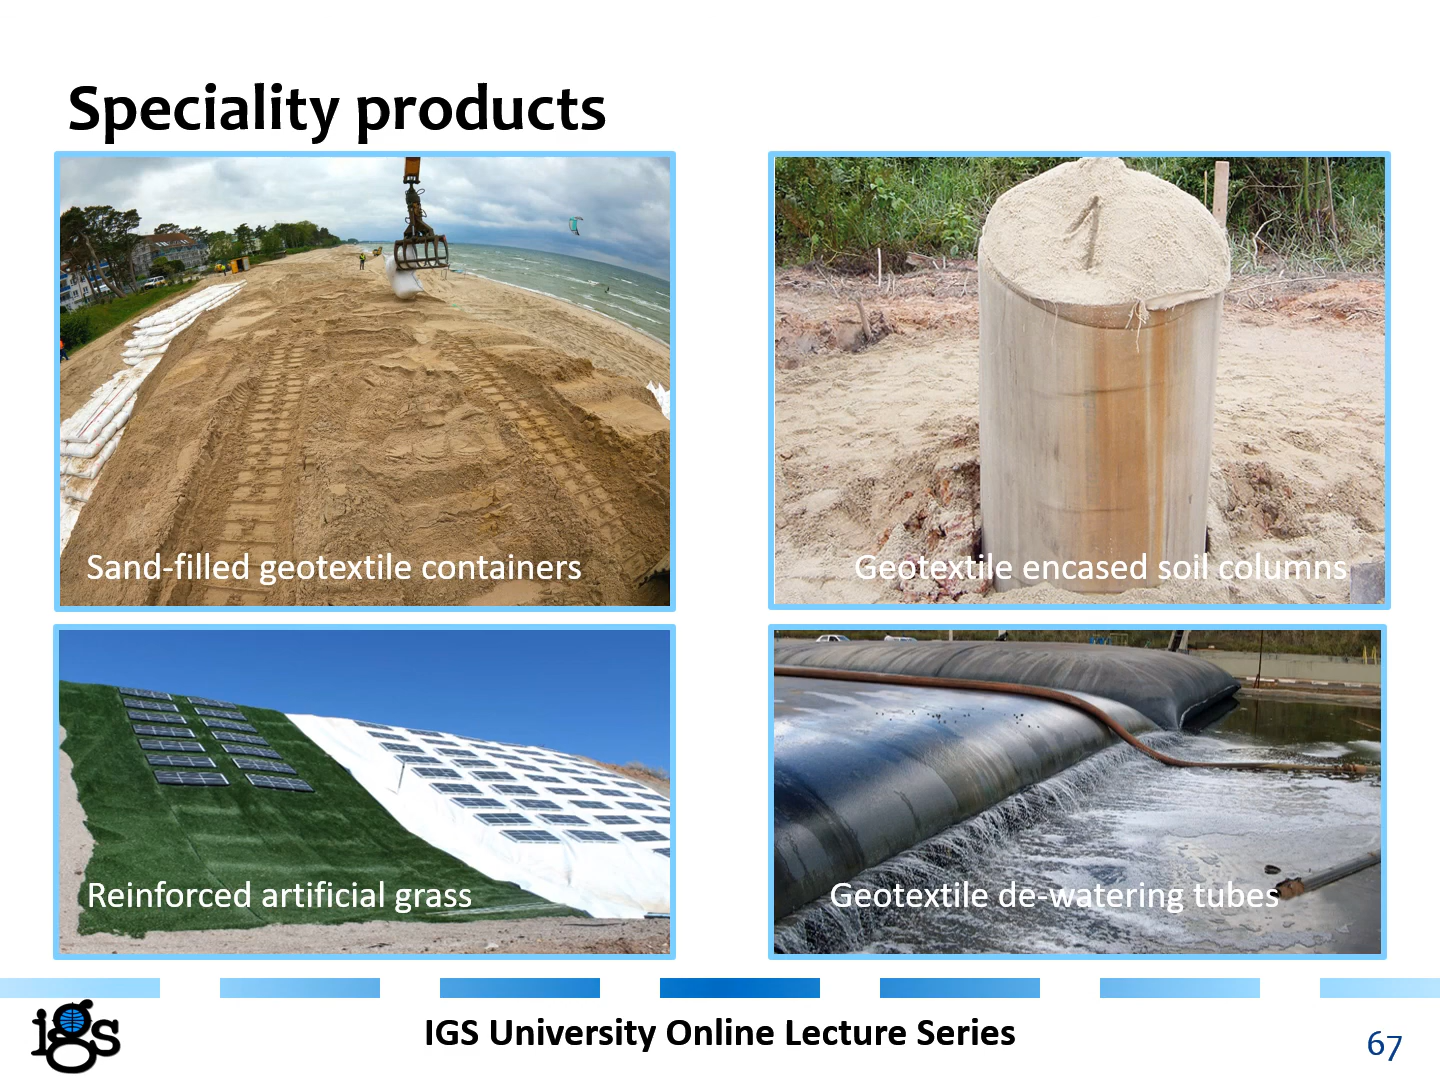 Speciality products
Sand-filled geotextile containers
Geotextile encased soil columns
1
Reinforced artificial grass
Geotextile de-watering tubes
igs
IGS University Online Lecture Series
67